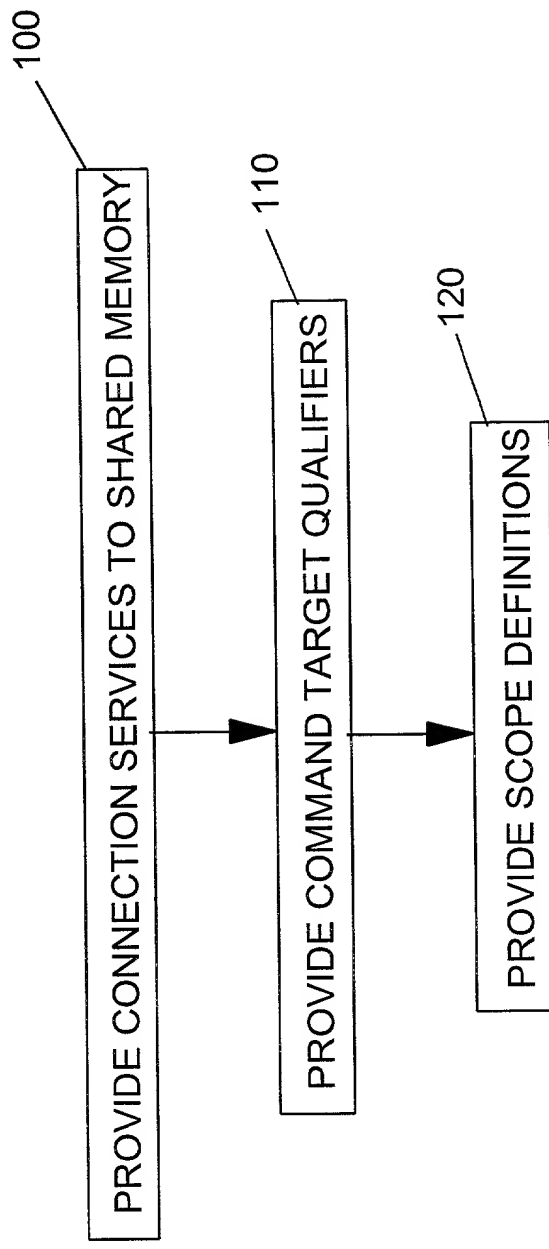 PROVIDE CONNECTION SERVICES TO SHARED MEMORY
100
PROVIDE COMMAND TARGET QUALIFIERS
110
PROVIDE SCOPE DEFINITIONS
120